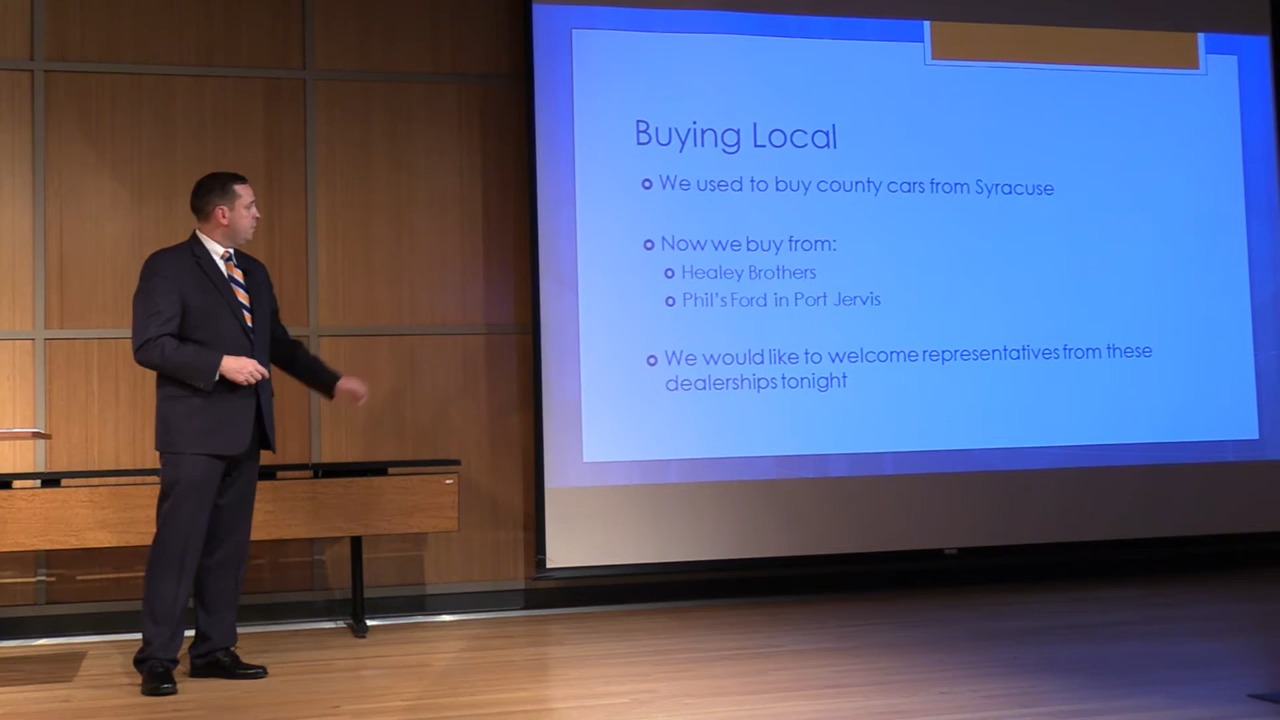 Buying Local
We used to buy county cars from Syracuse
Now we buy from:
Healey Brothers
Phil's Ford in Port Jervis
We would like to welcome representatives from these
dealerships tonight